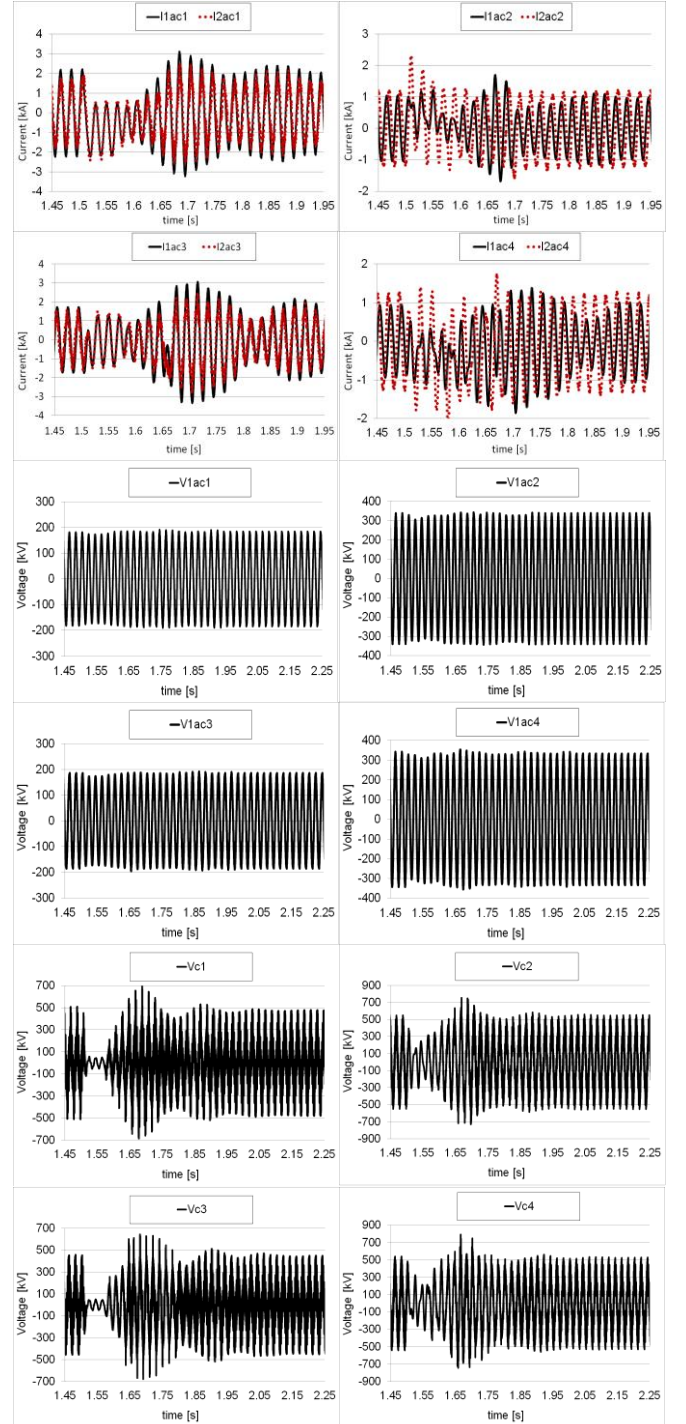 I1ac1 I2ac1
4
3
2
1
0
-1
-2
-3
-4
Current [kA]
1.45 1.5 1.55 1.6 1.65 1.7 1.75 1.8 1.85 1.9 1.95
time [s]
I1ac2 I2ac2
3
2
1
0
-1
-2
Current [kA]
1.45 1.5 1.55 1.6 1.65 1.7 1.75 1.8 1.85 1.9 1.95
time [s]
I1ac3 I2ac3
4
3
2
1
0
-1
-2
-3
-4
Current [kA]
1.45 1.5 1.55 1.6 1.65 1.7 1.75 1.8 1.85 1.9 1.95
time [s]
I1ac4 I2ac4
2
1
0
-1
-2
Current [kA]
1.45 1.5 1.55 1.6 1.65 1.7 1.75 1.8 1.85 1.9 1.95
time [s]
V1ac1
300
200
100
0
-100
-200
-300
Voltage [kV]
1.45 1.55 1.65 1.75 1.85 1.95 2.05 2.15 2.25
time [s]
V1ac2
400
300
200
100
0
-100
-200
-300
-400
Voltage [kV]
1.45 1.55 1.65 1.75 1.85 1.95 2.05 2.15 2.25
time [s]
V1ac3
300
200
100
0
-100
-200
-300
Voltage [kV]
1.45 1.55 1.65 1.75 1.85 1.95 2.05 2.15 2.25
time [s]
V1ac4
400
300
200
100
0
-100
-200
-300
-400
Voltage [kV]
1.45 1.55 1.65 1.75 1.85 1.95 2.05 2.15 2.25
time [s]
Vc1
700
500
300
100
-100
-300
-500
-700
Voltage [kV]
1.45 1.55 1.65 1.75 1.85 1.95 2.05 2.15 2.25
time [s]
Vc2
900
700
500
300
100
-100
-300
-500
-700
-900
Voltage [kV]
1.45 1.55 1.65 1.75 1.85 1.95 2.05 2.15 2.25
time [s]
Vc3
700
500
300
100
-100
-300
-500
-700
Voltage [kV]
1.45 1.55 1.65 1.75 1.85 1.95 2.05 2.15 2.25
time [s]
Vc4
900
700
500
300
100
-100
-300
-500
-700
-900
Voltage [kV]
1.45 1.55 1.65 1.75 1.85 1.95 2.05 2.15 2.25
time [s]